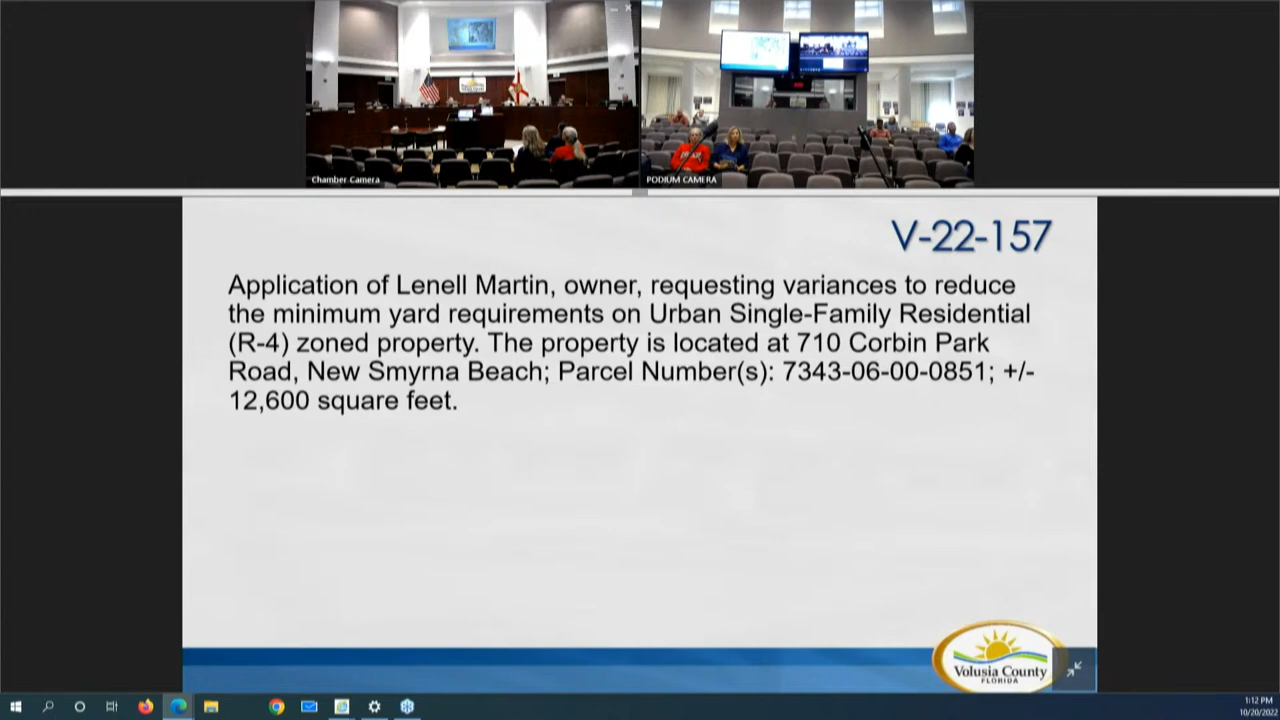 Chamber Camera
PODIUM CAMERA
V-22-157
Application of Lenell Martin, owner, requesting variances to reduce
the minimum yard requirements on Urban Single-Family Residential
(R-4) zoned property. The property is located at 710 Corbin Park
Road, New Smyrna Beach; Parcel Number(s): 7343-06-00-0851; +/-
12,600 square feet.
Volusia County
FLORIDA
1:12 PM
10/20/2022